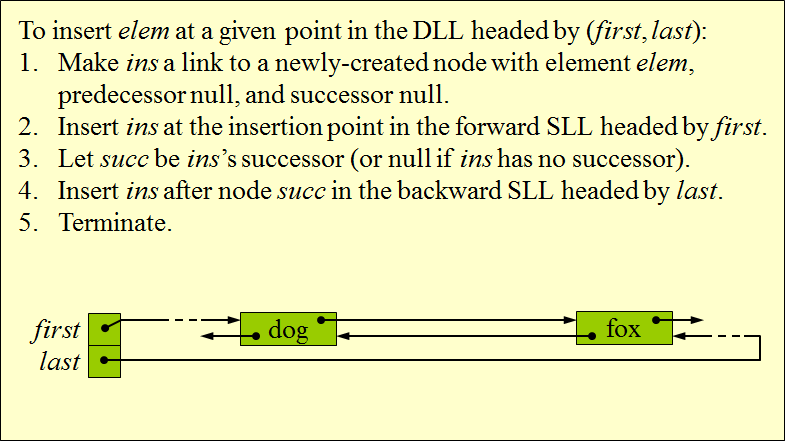 To insert elem at a given point in the DLL headed by (first, last):
1. Make ins a link to a newly-created node with element elem,
predecessor null, and successor null.
2. Insert ins at the insertion point in the forward SLL headed by first.
3. Let succ be ins’s successor (or null if ins has no successor).
4. Insert ins after node succ in the backward SLL headed by last.
5. Terminate.
first
dog
fox
last